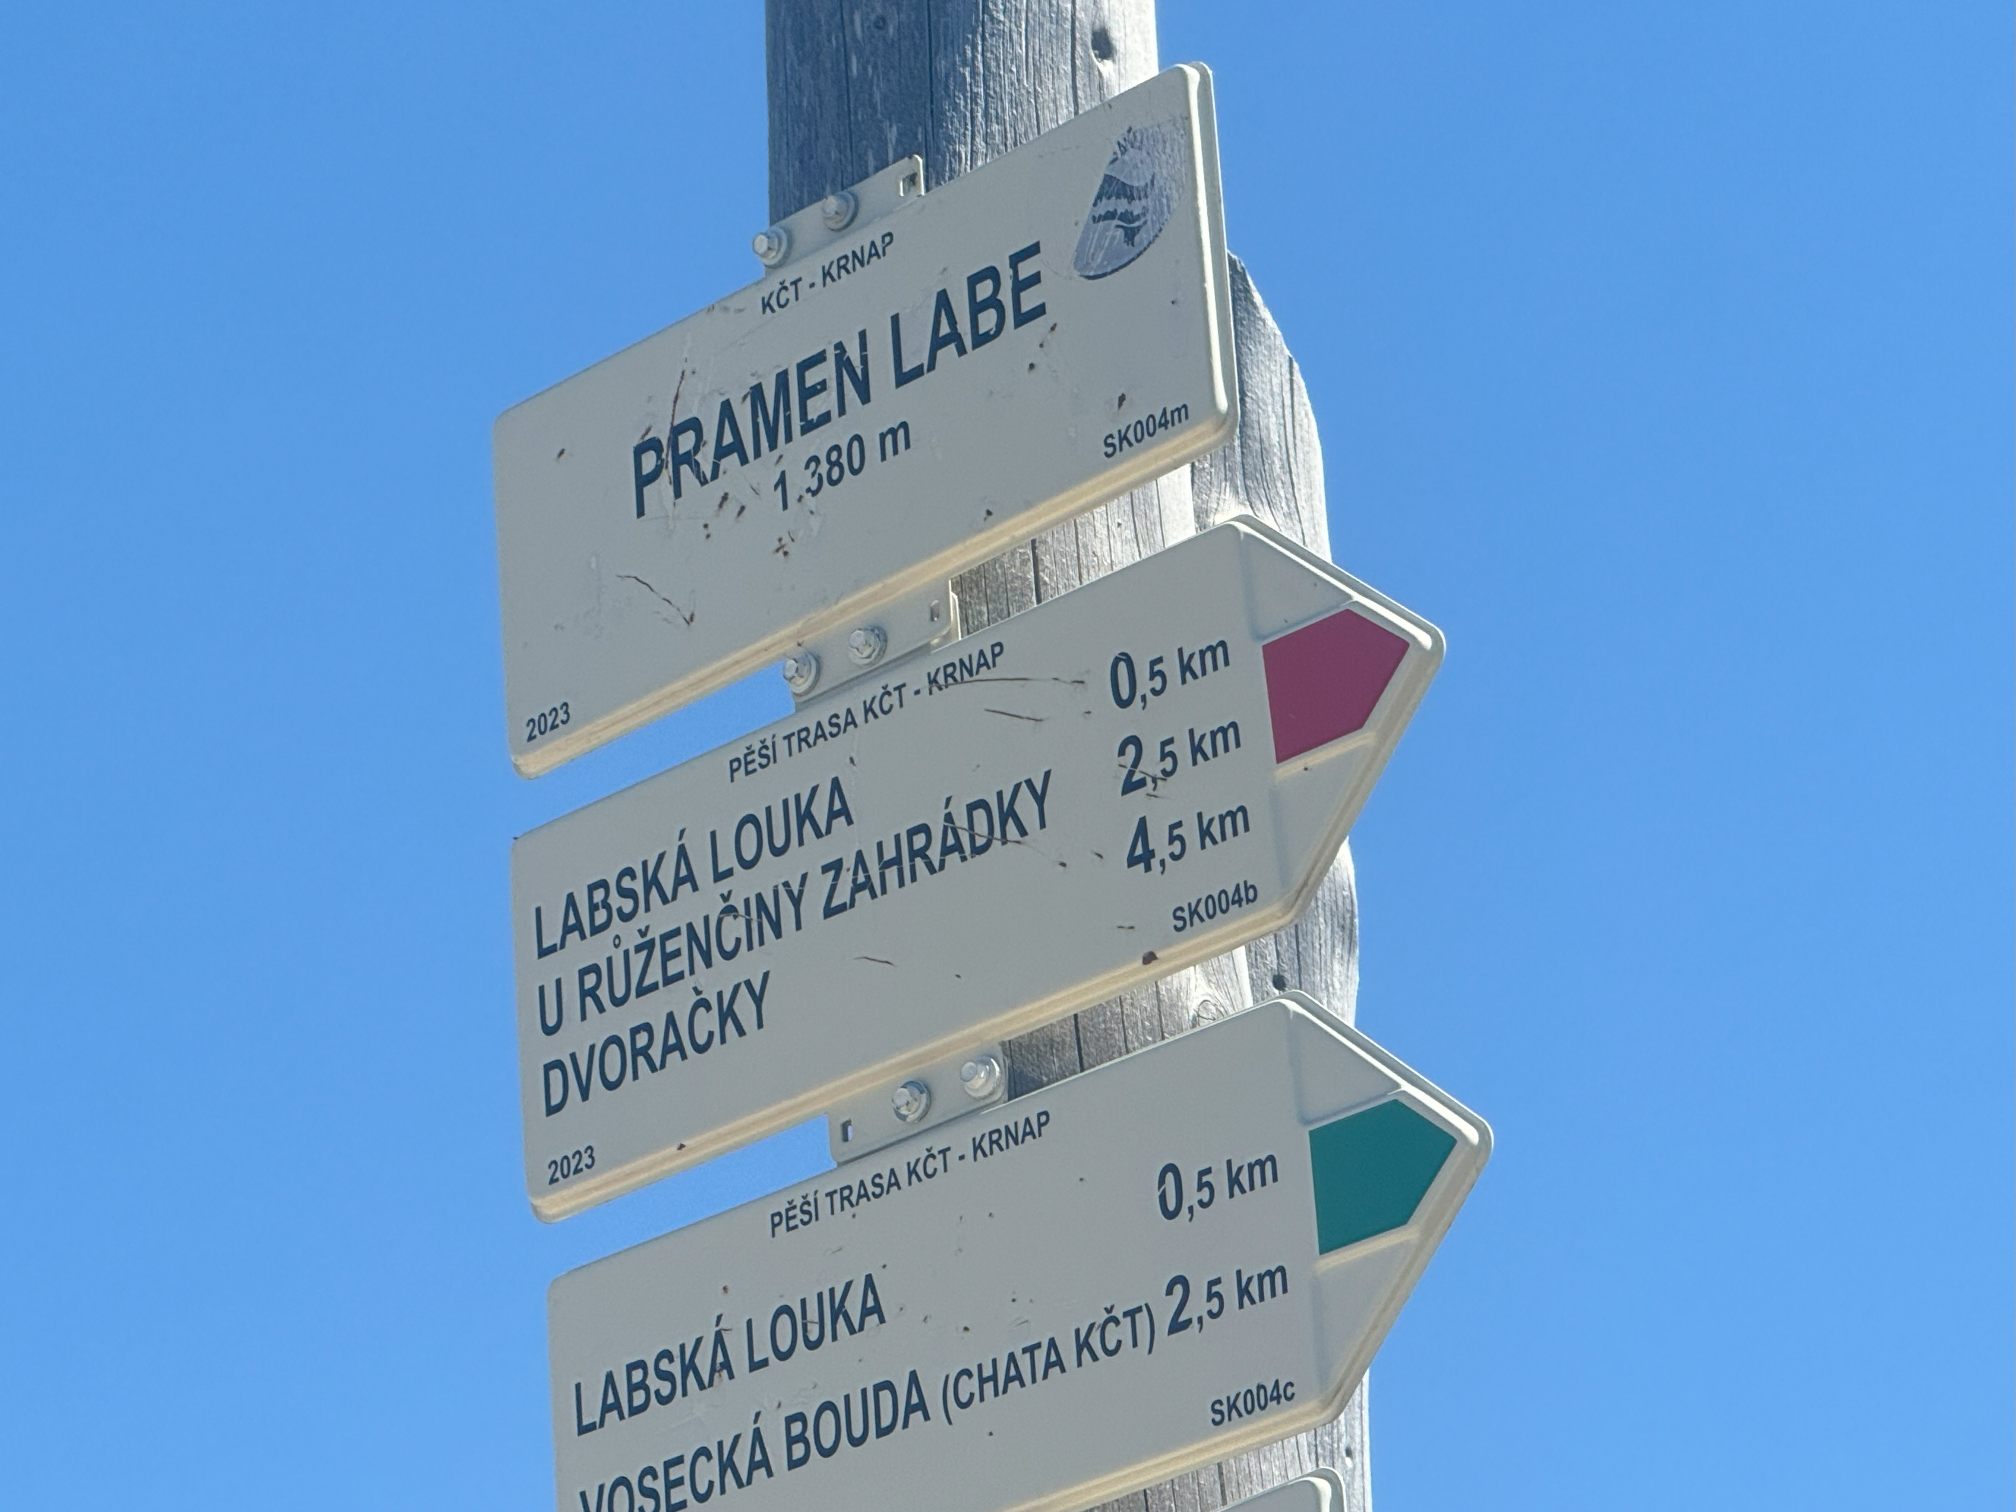 KČT - KRNAP
PRAMEN LABE
1.380 m
SK004m
2023
PĚŠÍ TRASA KČT - KRNAP
LABSKÁ LOUKA 0,5 km
U RŮŽENČINY ZAHRÁDKY 2,5 km
DVORAČKY 4,5 km
SK004b
2023
PĚŠÍ TRASA KČT - KRNAP
LABSKÁ LOUKA 0,5 km
VOSECKÁ BOUDA (CHATA KČT) 2,5 km
SK004c